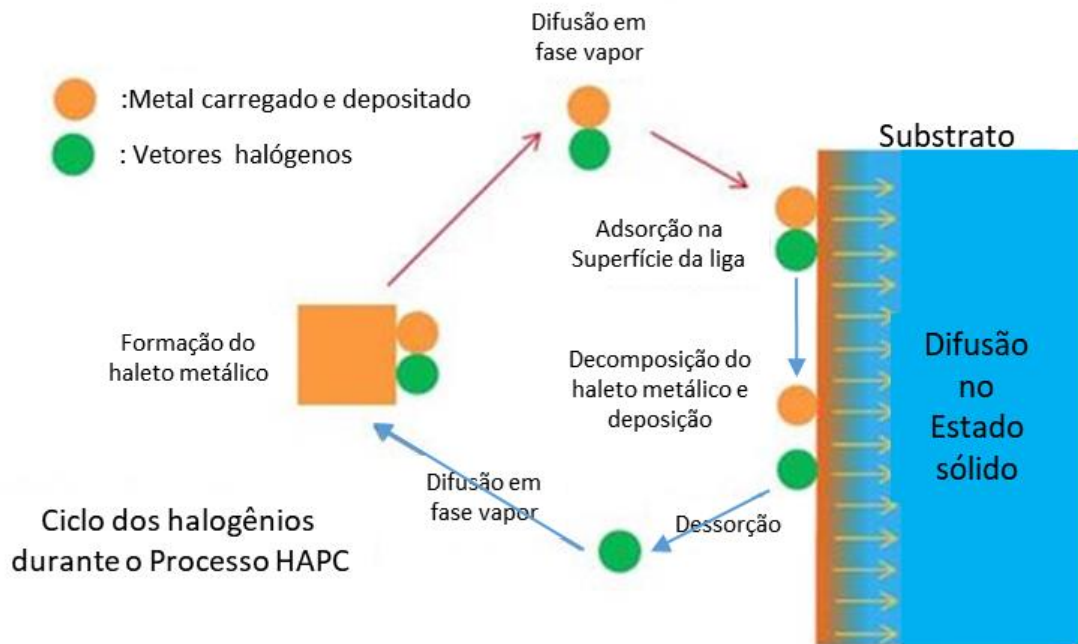 Difusão em
fase vapor
:Metal carregado e depositado
: Vetores halógenos
Substrato
Adsorção na
Superfície da liga
Formação do
haleto metálico
Decomposição do
haleto metálico e
deposição
Difusão
no
Estado
sólido
Difusão em
fase vapor
Dessorção
Ciclo dos halogênios
durante o Processo HAPC